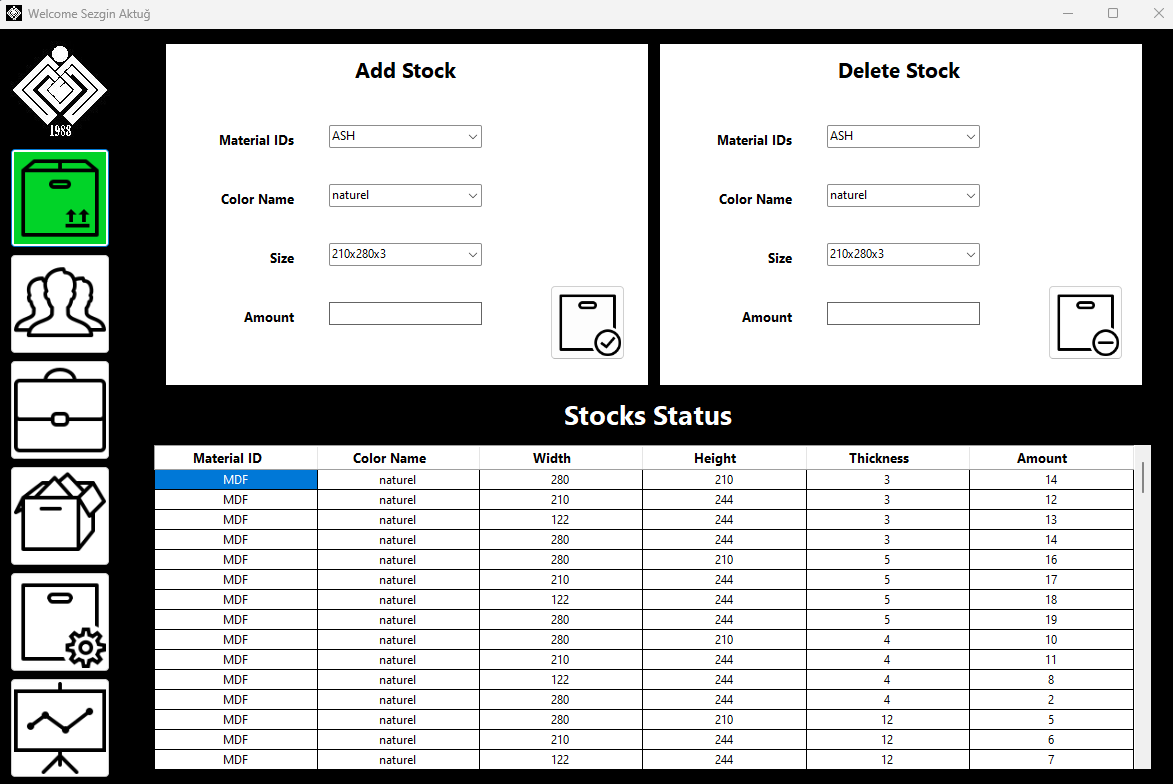 Welcome Sezgin Aktuğ
1988
Add Stock
Material IDs ASH
Color Name naturel
Size 210x280x3
Amount
Delete Stock
Material IDs ASH
Color Name naturel
Size 210x280x3
Amount
Stocks Status
Material ID Color Name Width Height Thickness Amount
MDF naturel 280 210 3 14
MDF naturel 210 244 3 12
MDF naturel 122 244 3 13
MDF naturel 280 244 3 14
MDF naturel 280 210 5 16
MDF naturel 210 244 5 17
MDF naturel 122 244 5 18
MDF naturel 280 244 5 19
MDF naturel 280 210 4 10
MDF naturel 210 244 4 11
MDF naturel 122 244 4 8
MDF naturel 280 244 4 2
MDF naturel 280 210 12 5
MDF naturel 210 244 12 6
MDF naturel 122 244 12 7